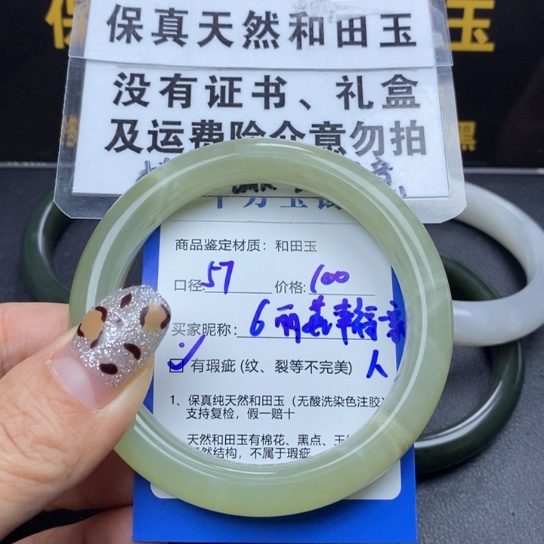 保真天然和田玉
没有证书、礼盒
及运费险介意勿拍
商品鉴定材质：和田玉
口径：57 价格：100
买家昵称：6
有瑕疵 (纹、裂等不完美) 人
1、保真纯天然和田玉（无酸洗染色注胶）
支持复检，假一赔十
天然和田玉有棉花、黑点、玉
然结构，不属于瑕疵